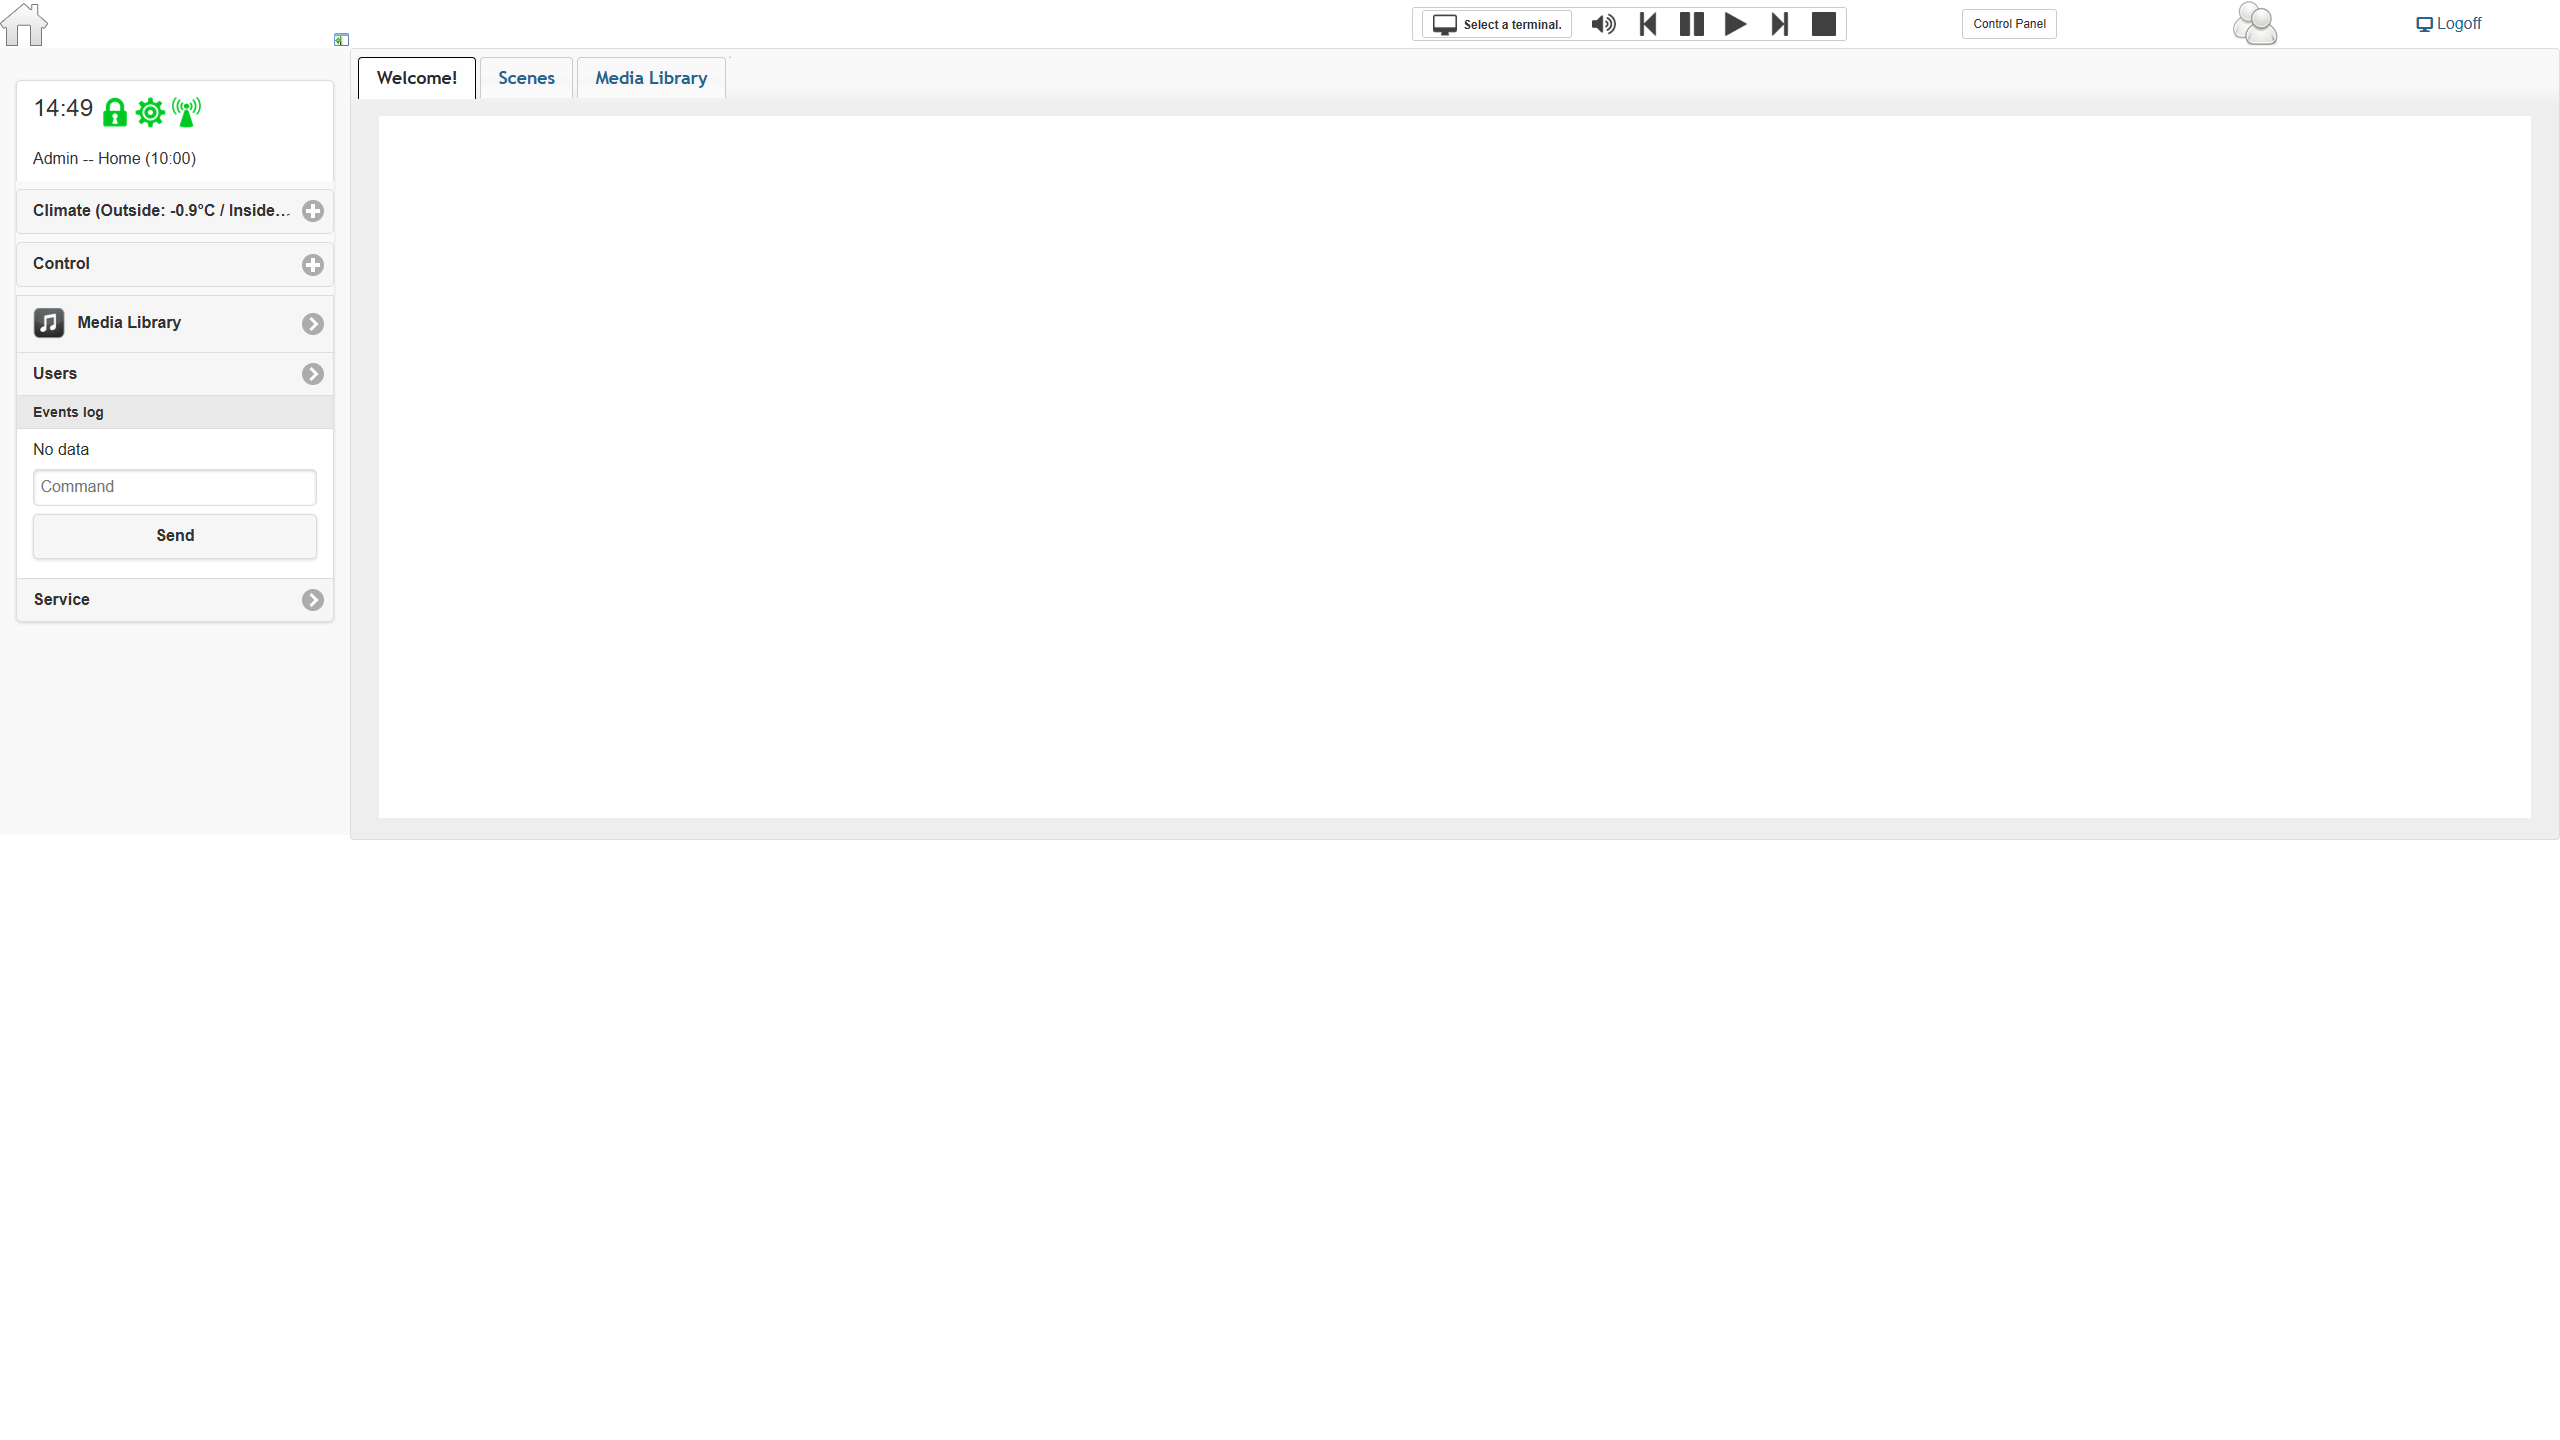 Select a terminal.
Control Panel
Logoff
Welcome!
Scenes
Media Library
14:49
Admin -- Home (10:00)
Climate (Outside: -0.9°C / Inside...
Control
Media Library
Users
Events log
No data
Command
Send
Service